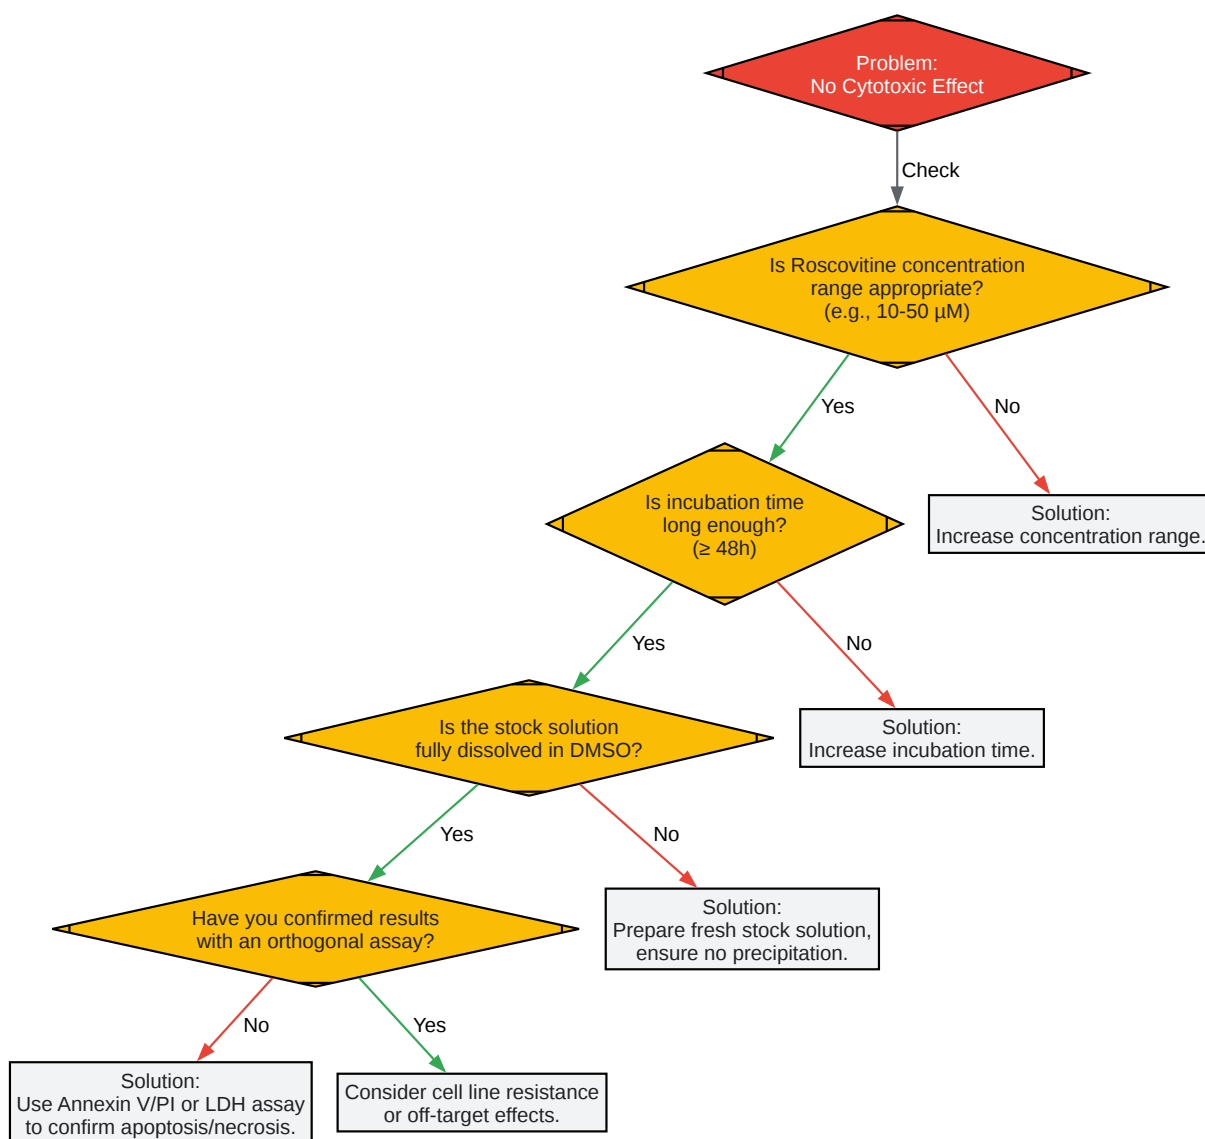 Problem:
No Cytotoxic Effect
Check
Is Roscovitine concentration
range appropriate?
(e.g., 10-50 µM)
Yes
No
Is incubation time
long enough?
(≥ 48h)
Solution:
Increase concentration range.
Yes
No
Is the stock solution
fully dissolved in DMSO?
Solution:
Increase incubation time.
Yes
No
Have you confirmed results
with an orthogonal assay?
Solution:
Prepare fresh stock solution,
ensure no precipitation.
No
Yes
Solution:
Use Annexin V/PI or LDH assay
to confirm apoptosis/necrosis.
Consider cell line resistance
or off-target effects.